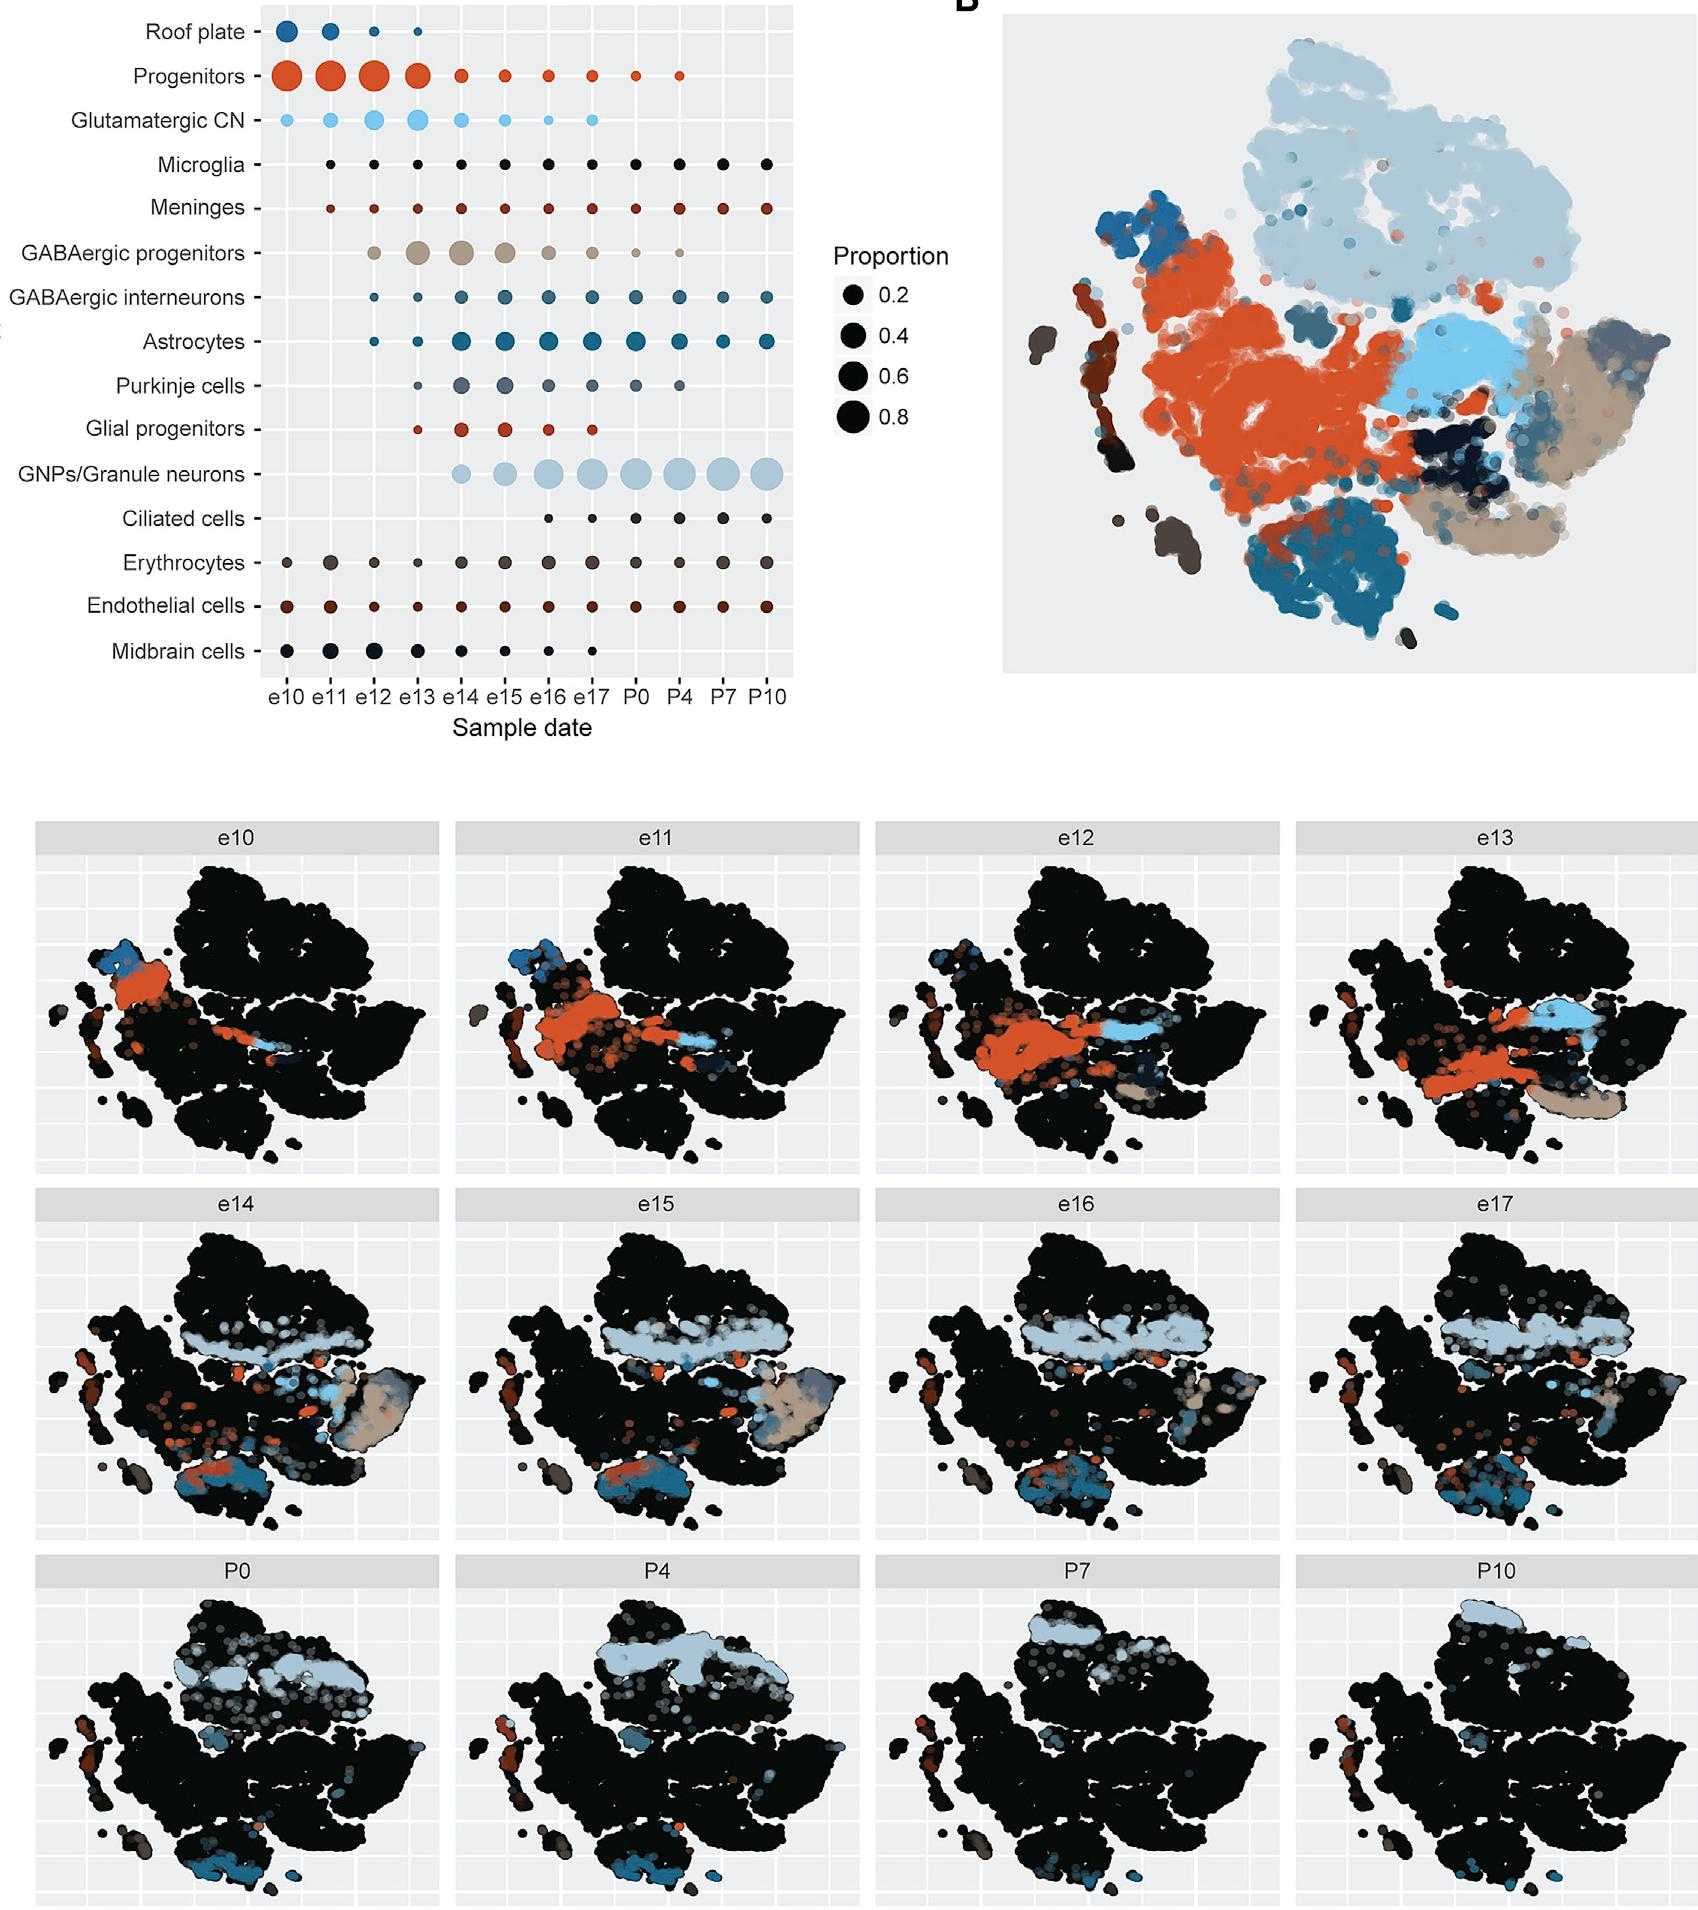 B
Roof plate
Progenitors
Glutamatergic CN
Microglia
Meninges
GABAergic progenitors
GABAergic interneurons
Astrocytes
Purkinje cells
Glial progenitors
GNPs/Granule neurons
Ciliated cells
Erythrocytes
Endothelial cells
Midbrain cells
e10 e11 e12 e13 e14 e15 e16 e17 P0 P4 P7 P10
Sample date
Proportion
0.2
0.4
0.6
0.8
e10 e11 e12 e13
e14 e15 e16 e17
P0 P4 P7 P10